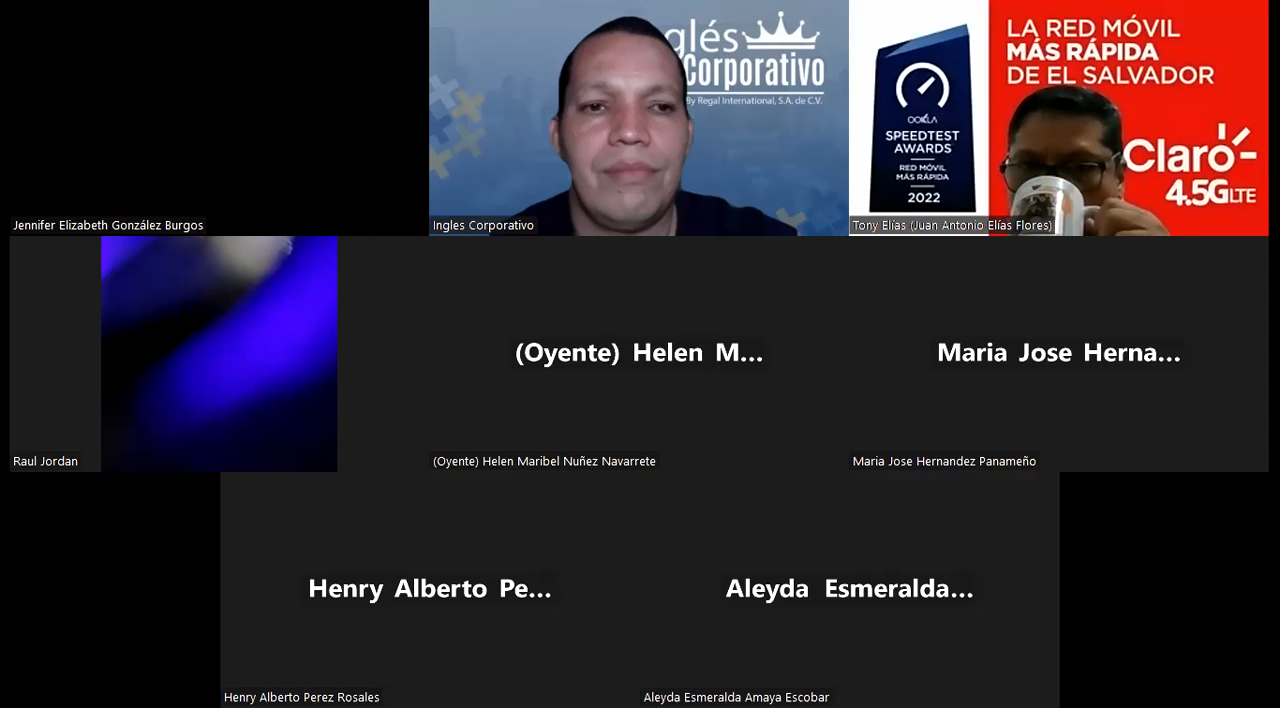 Jennifer Elizabeth González Burgos
glés
Corporativo
By Regal International, S.A. de C.V.
Ingles Corporativo
OOKLA
SPEEDTEST
AWARDS
RED MÓVIL
MÁS RÁPIDA
2022
LA RED MÓVIL
MÁS RÁPIDA
DE EL SALVADOR
Claro
4.5G LTE
Tony Elías (Juan Antonio Elías Flores)
Raul Jordan
(Oyente) Helen M...
(Oyente) Helen Maribel Nuñez Navarrete
Maria Jose Herna...
Maria Jose Hernandez Panameño
Henry Alberto Pe...
Henry Alberto Perez Rosales
Aleyda Esmeralda...
Aleyda Esmeralda Amaya Escobar